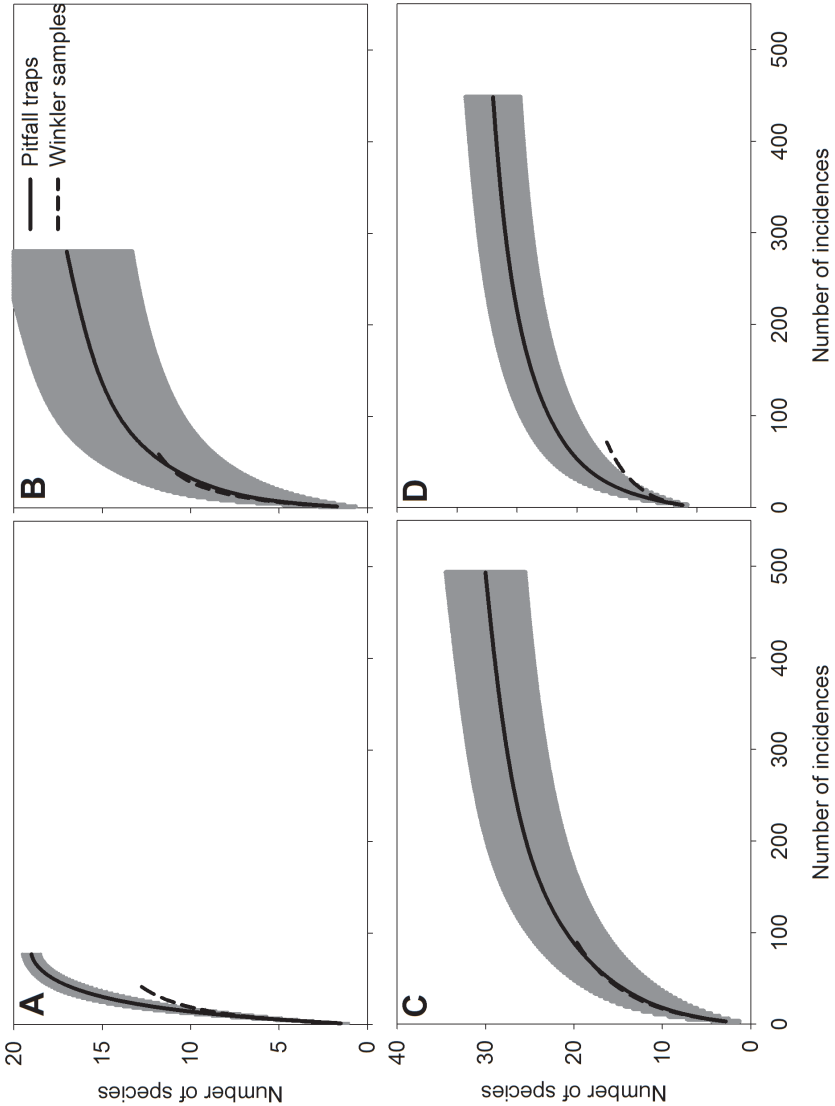 A
B
Pitfall traps
Winkler samples
Number of species
20
15
10
5
0
C
D
Number of species
40
30
20
10
0
0 100 200 300 400 500
0 100 200 300 400 500
Number of incidences
Number of incidences